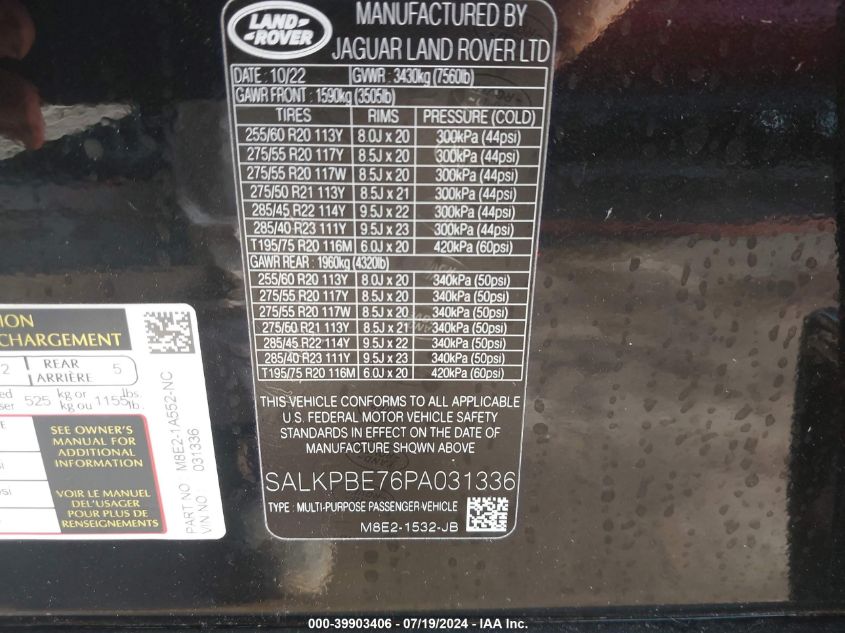 LAND ROVER
MANUFACTURED BY
JAGUAR LAND ROVER LTD
DATE : 10/22 GVWR : 3430kg (7560lb)
GAWR FRONT : 1590kg (3505lb)
TIRES RIMS PRESSURE (COLD)
255/60 R20 113Y 8.0J x 20 300kPa (44psi)
275/55 R20 117Y 8.5J x 20 300kPa (44psi)
275/55 R20 117W 8.5J x 20 300kPa (44psi)
275/50 R21 113Y 8.5J x 21 300kPa (44psi)
285/45 R22 114Y 9.5J x 22 300kPa (44psi)
285/40 R23 111Y 9.5J x 23 300kPa (44psi)
T195/75 R20 116M 6.0J x 20 420kPa (60psi)
GAWR REAR : 1960kg (4320lb)
255/60 R20 113Y 8.0J x 20 340kPa (50psi)
275/55 R20 117Y 8.5J x 20 340kPa (50psi)
275/55 R20 117W 8.5J x 20 340kPa (50psi)
275/60 R21 113Y 8.5J x 21 340kPa (50psi)
285/45 R22 114Y 9.5J x 22 340kPa (50psi)
285/40 R23 111Y 9.5J x 23 340kPa (50psi)
T195/75 R20 116M 6.0J x 20 420kPa (60psi)
THIS VEHICLE CONFORMS TO ALL APPLICABLE
U.S. FEDERAL MOTOR VEHICLE SAFETY
STANDARDS IN EFFECT ON THE DATE OF
MANUFACTURE SHOWN ABOVE
SALKPBE76PA031336
TYPE : MULTI-PURPOSE PASSENGER-VEHICLE
M8E2-1532-JB
ION
CHARGEMENT
2 REAR ARRIÈRE 5
525 kg or kg ou 1155 lbs. lb.
SEE OWNER'S
MANUAL FOR
ADDITIONAL
INFORMATION
VOIR LE MANUEL
DE L'USAGER
POUR PLUS DE
RENSEIGNEMENTS
PART NO M8E2-1A552-NC
VIN NO 031336
000-39903406 - 07/19/2024 - IAA Inc.